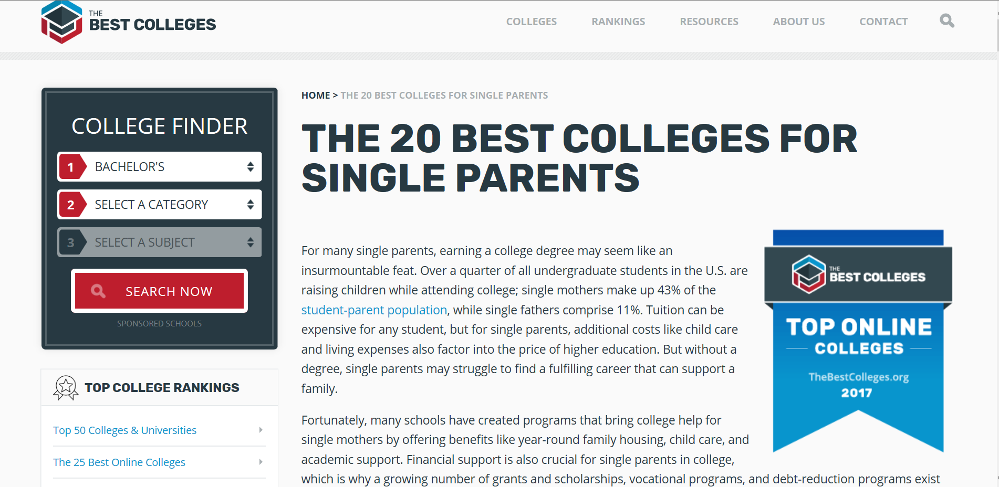 THE
BEST COLLEGES
COLLEGES
RANKINGS
RESOURCES
ABOUT US
CONTACT
COLLEGE FINDER
1 BACHELOR'S
2 SELECT A CATEGORY
3 SELECT A SUBJECT
SEARCH NOW
SPONSORED SCHOOLS
TOP COLLEGE RANKINGS
Top 50 Colleges & Universities
The 25 Best Online Colleges
HOME > THE 20 BEST COLLEGES FOR SINGLE PARENTS
THE 20 BEST COLLEGES FOR
SINGLE PARENTS
For many single parents, earning a college degree may seem like an
insurmountable feat. Over a quarter of all undergraduate students in the U.S. are
raising children while attending college; single mothers make up 43% of the
student-parent population, while single fathers comprise 11%. Tuition can be
expensive for any student, but for single parents, additional costs like child care
and living expenses also factor into the price of higher education. But without a
degree, single parents may struggle to find a fulfilling career that can support a
family.
Fortunately, many schools have created programs that bring college help for
single mothers by offering benefits like year-round family housing, child care, and
academic support. Financial support is also crucial for single parents in college,
which is why a growing number of grants and scholarships, vocational programs, and debt-reduction programs exist
THE
BEST COLLEGES
TOP ONLINE
COLLEGES
TheBestColleges.org
2017